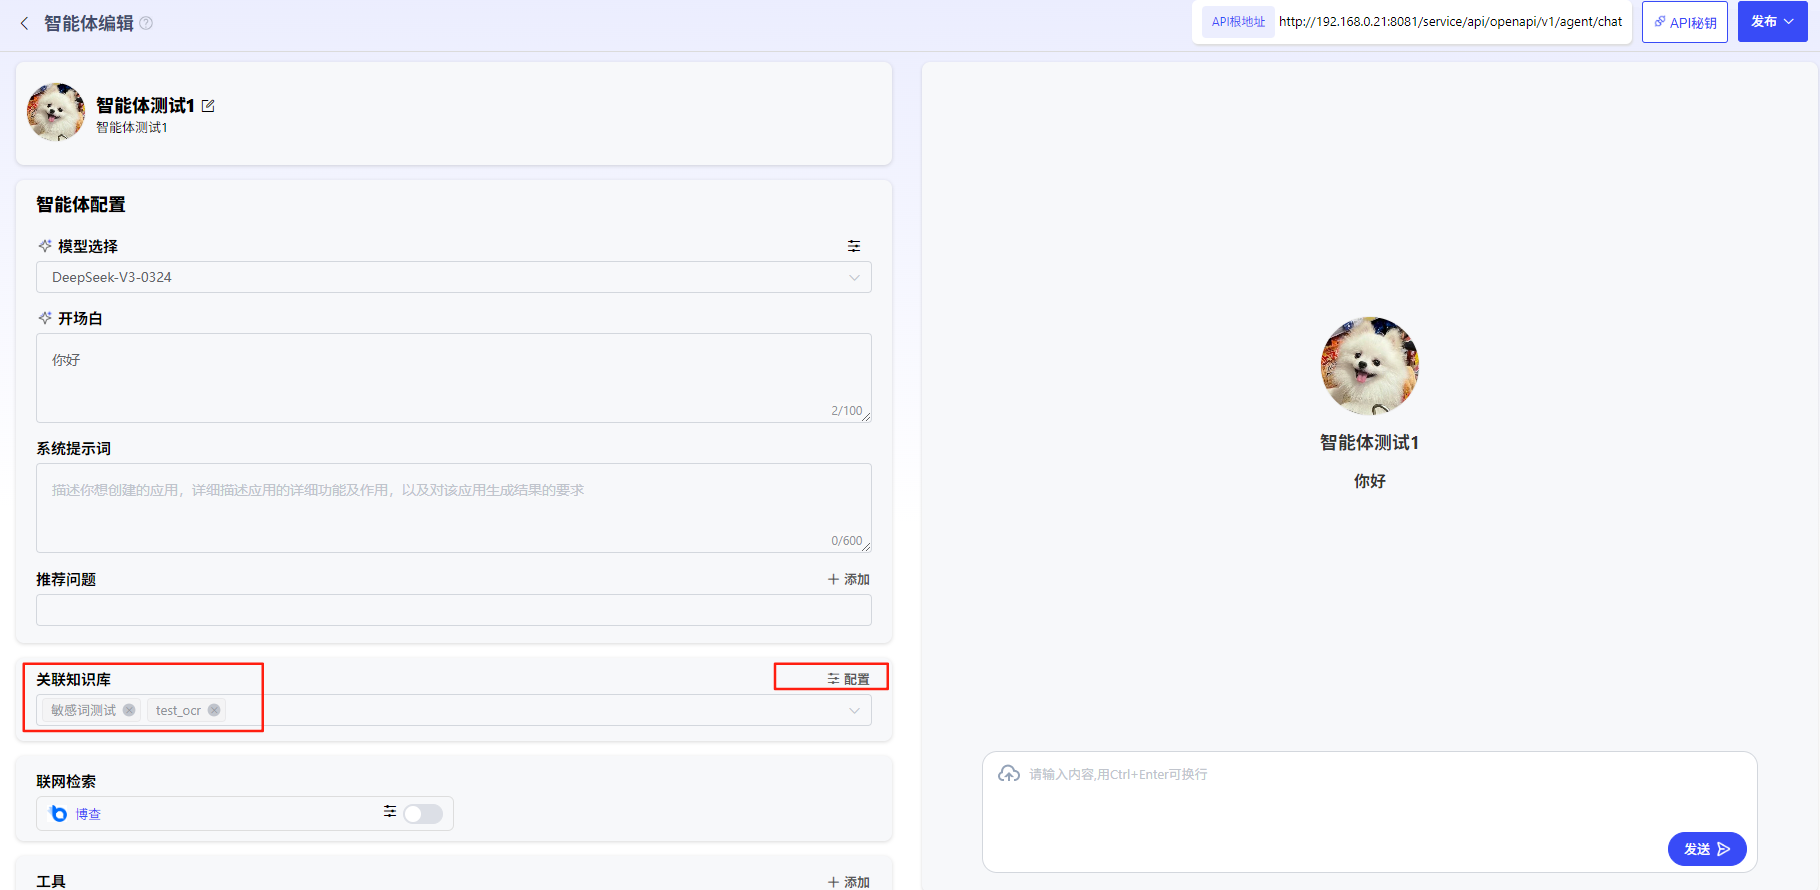 智能体编辑
API根地址 http://192.168.0.21:8081/service/api/openapi/v1/agent/chat
API秘钥
发布
智能体测试1
智能体测试1
智能体配置
模型选择
DeepSeek-V3-0324
开场白
你好
2/100
系统提示词
描述你想创建的应用，详细描述应用的详细功能及作用，以及对该应用生成结果的要求
0/600
推荐问题
添加
关联知识库
配置
敏感词测试 test_ocr
联网检索
博查
工具
添加
智能体测试1
你好
请输入内容,用Ctrl+Enter可换行
发送